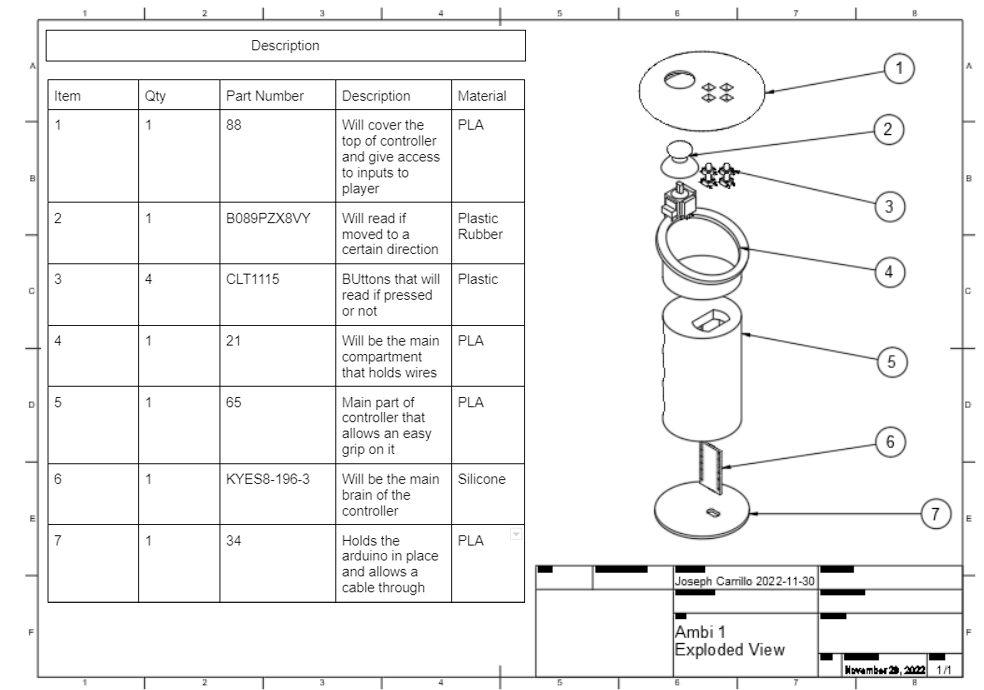 1 2 3 4 5 6 7 8
Description
Item Qty Part Number Description Material
1 1 88 Will cover the PLA
top of controller
and give access
to inputs to
player
2 1 B089PZX8VY Will read if Plastic
moved to a Rubber
certain direction
3 4 CLT1115 BUttons that will Plastic
read if pressed
or not
4 1 21 Will be the main PLA
compartment
that holds wires
5 1 65 Main part of PLA
controller that
allows an easy
grip on it
6 1 KYES8-196-3 Will be the main Silicone
brain of the
controller
7 1 34 Holds the PLA
arduino in place
and allows a
cable through
A
B
C
D
E
F
1
2
3
4
5
6
7
A
B
C
D
E
F
Joseph Carrillo 2022-11-30
Ambi 1
Exploded View
November 29, 2022 1/1
1 2 3 4 5 6 7 8